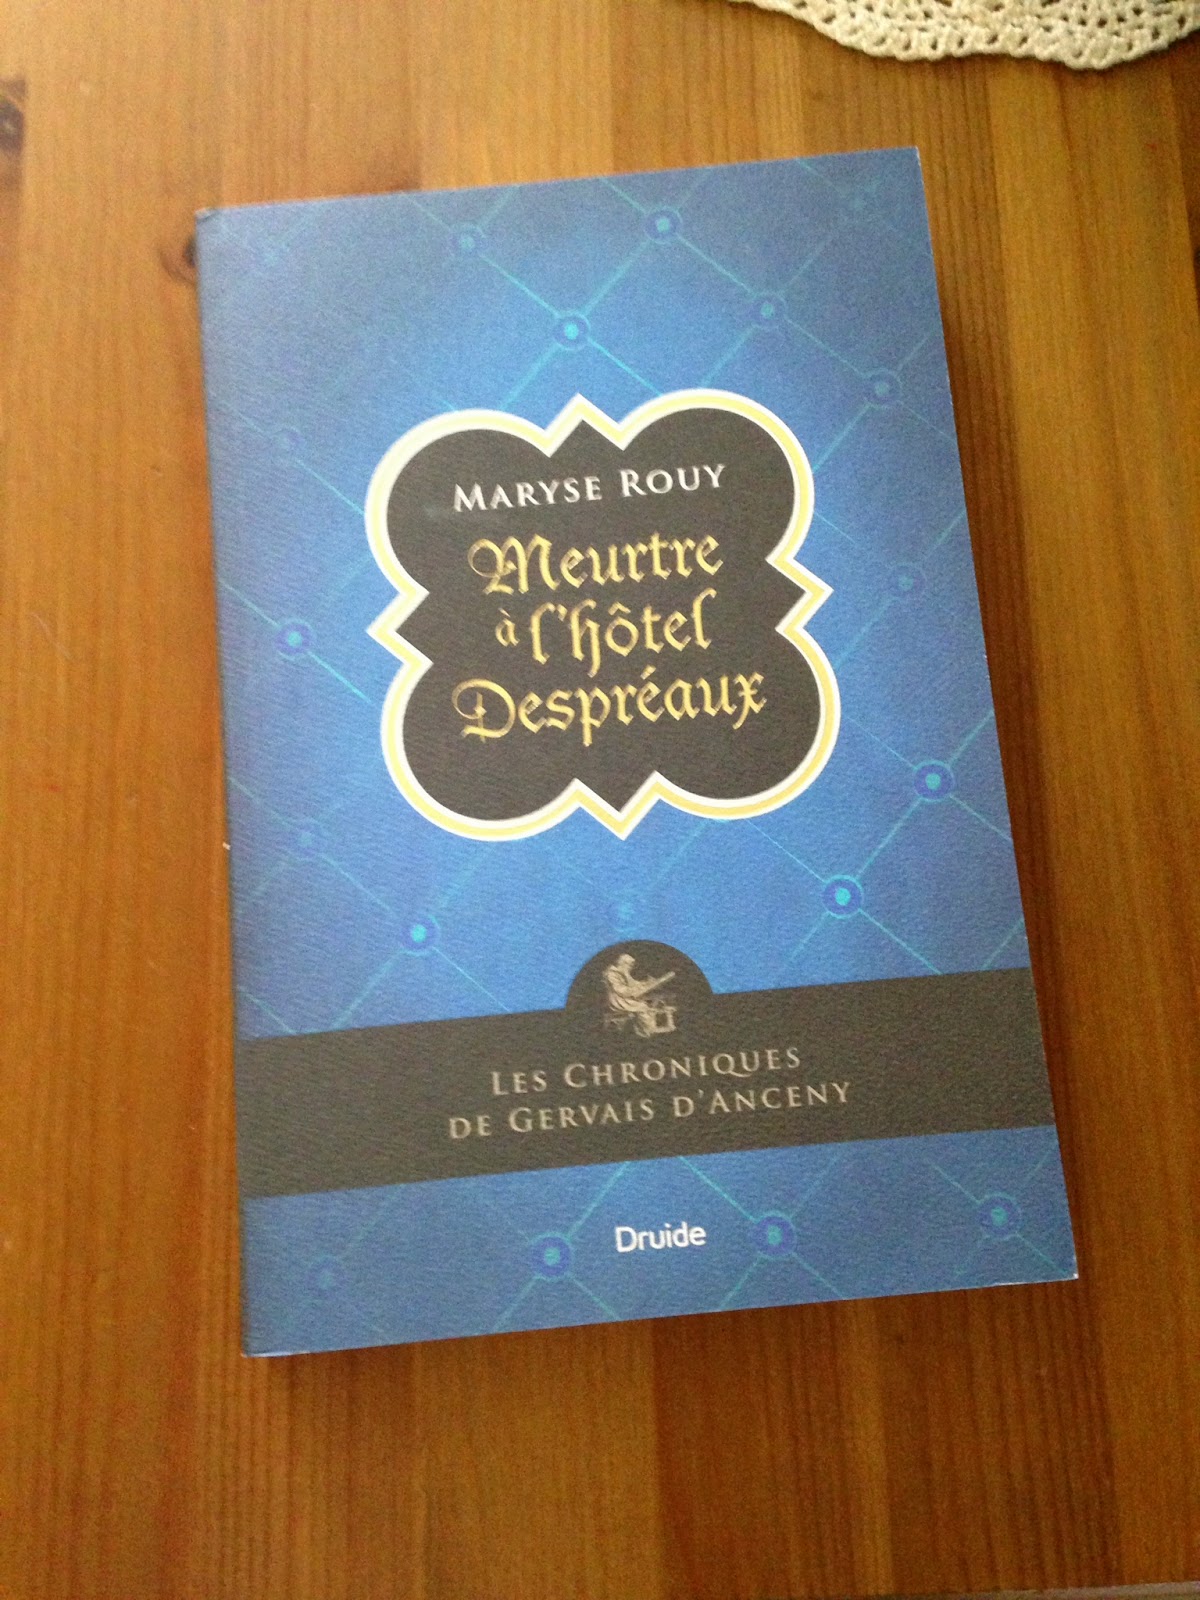 MARYSE ROUY
Meurtre
à l'hôtel
Despréaux
LES CHRONIQUES
DE GERVAIS D'ANCENY
Druide